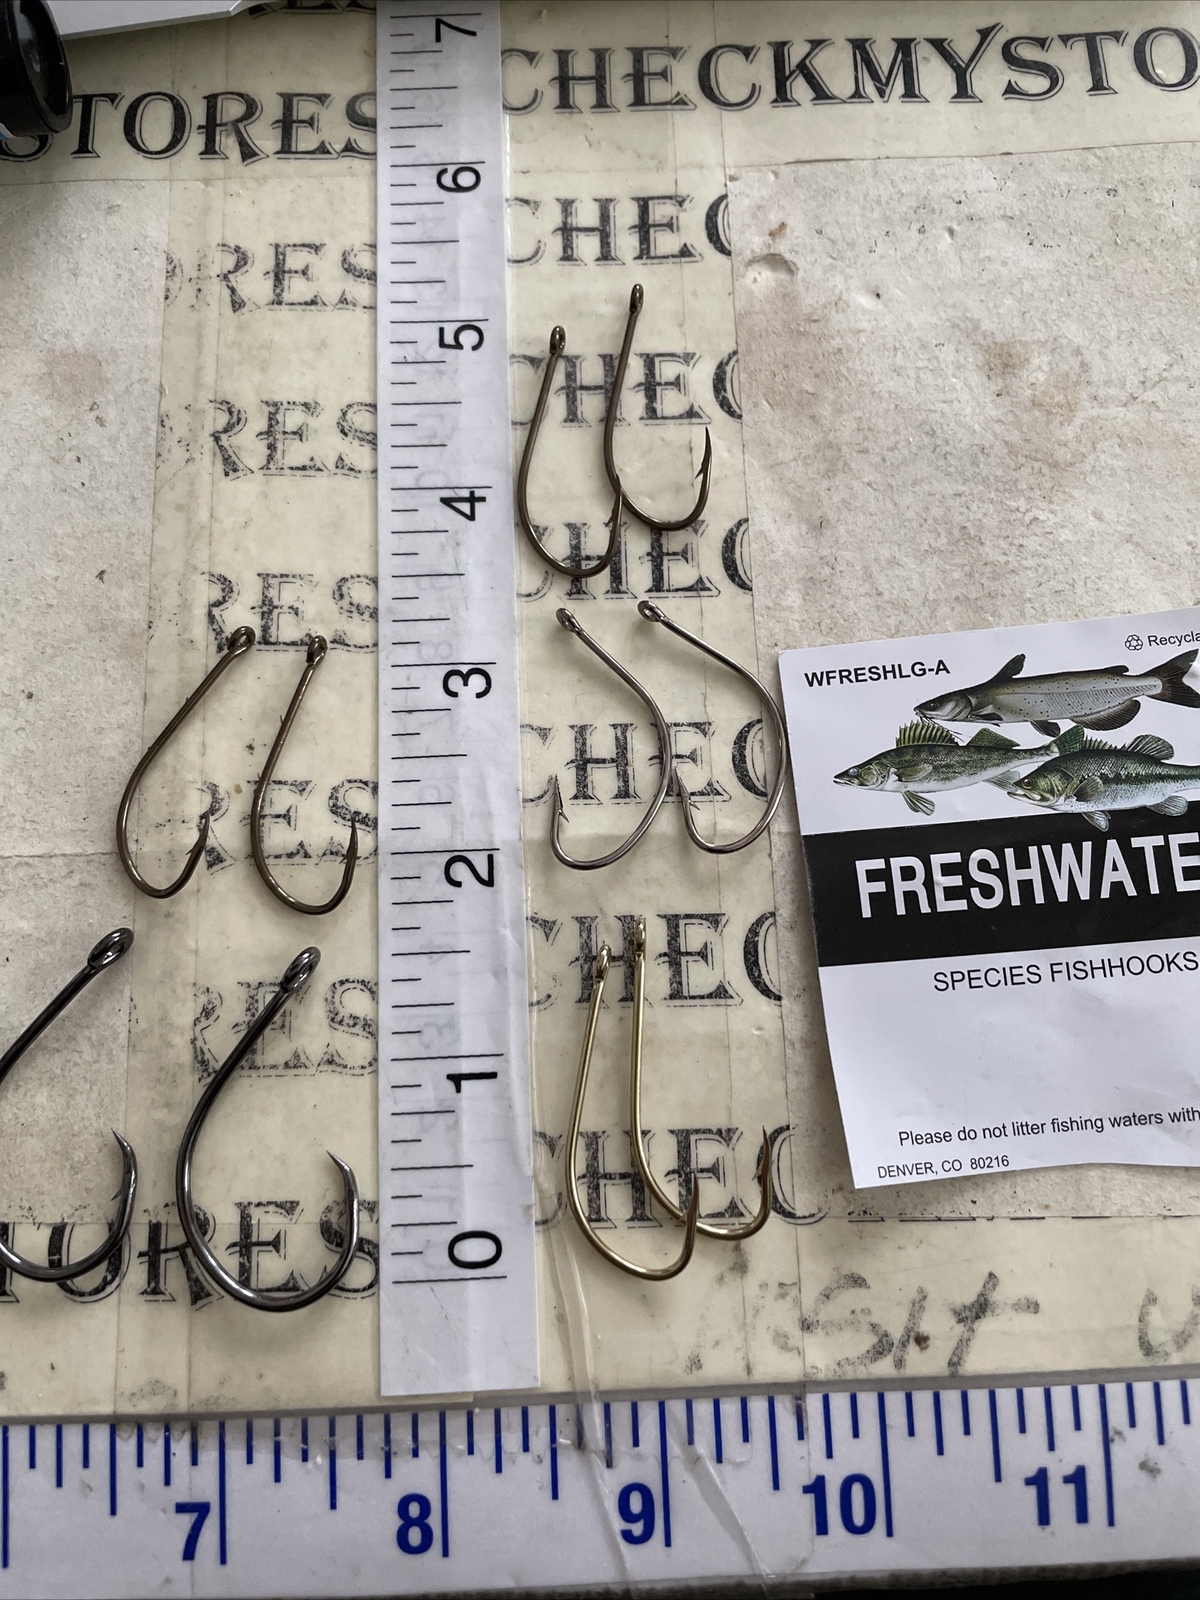 7
CHECKMYSTO
STORES
6
CHEC
RES
5
CHEC
RES
4
CHEC
RES
WFRESHLG-A
Recycla
3
CHEC
RES
FRESHWATE
SPECIES FISHHOOKS
2
CHEC
RES
1
Please do not litter fishing waters with
DENVER, CO 80216
CHEC
TORES
0
7 8 9 10 11